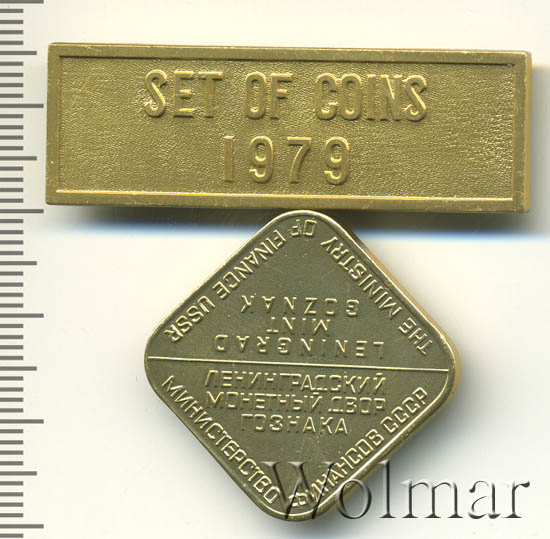 SET OF COINS
1979
THE MINISTRY OF FINANCE USSR
LENINGRAD
MINT
GOZNAK
ЛЕНИНГРАДСКИЙ
МОНЕТНЫЙ ДВОР
ГОЗНАКА
МИНИСТЕРСТВО ФИНАНСОВ СССР
Wolmar